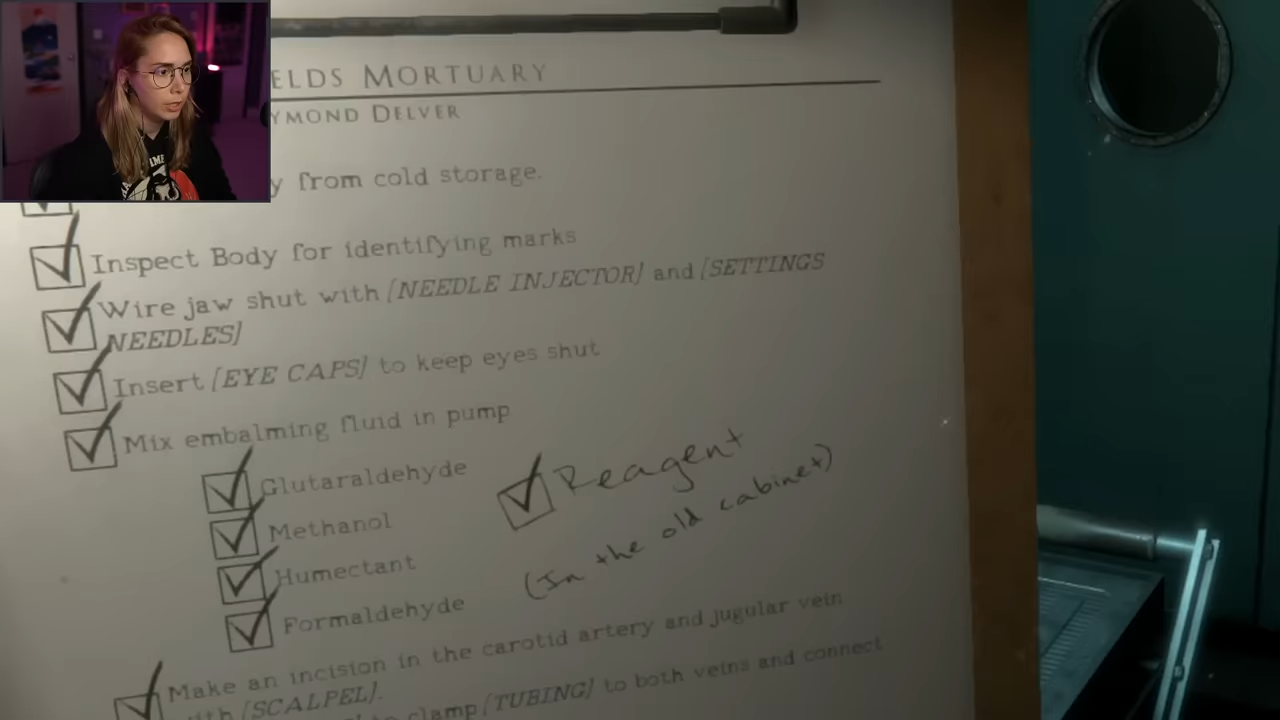 ELDS MORTUARY
YMOND DELVER
y from cold storage.
Inspect Body for identifying marks
Wire jaw shut with [NEEDLE INJECTOR] and [SETTINGS
NEEDLES]
Insert [EYE CAPS] to keep eyes shut
Mix embalming fluid in pump
Glutaraldehyde
Reagent
Methanol
(In the old cabinet)
Humectant
Formaldehyde
Make an incision in the carotid artery and jugular vein
with [SCALPEL].
clamp [TUBING] to both veins and connect